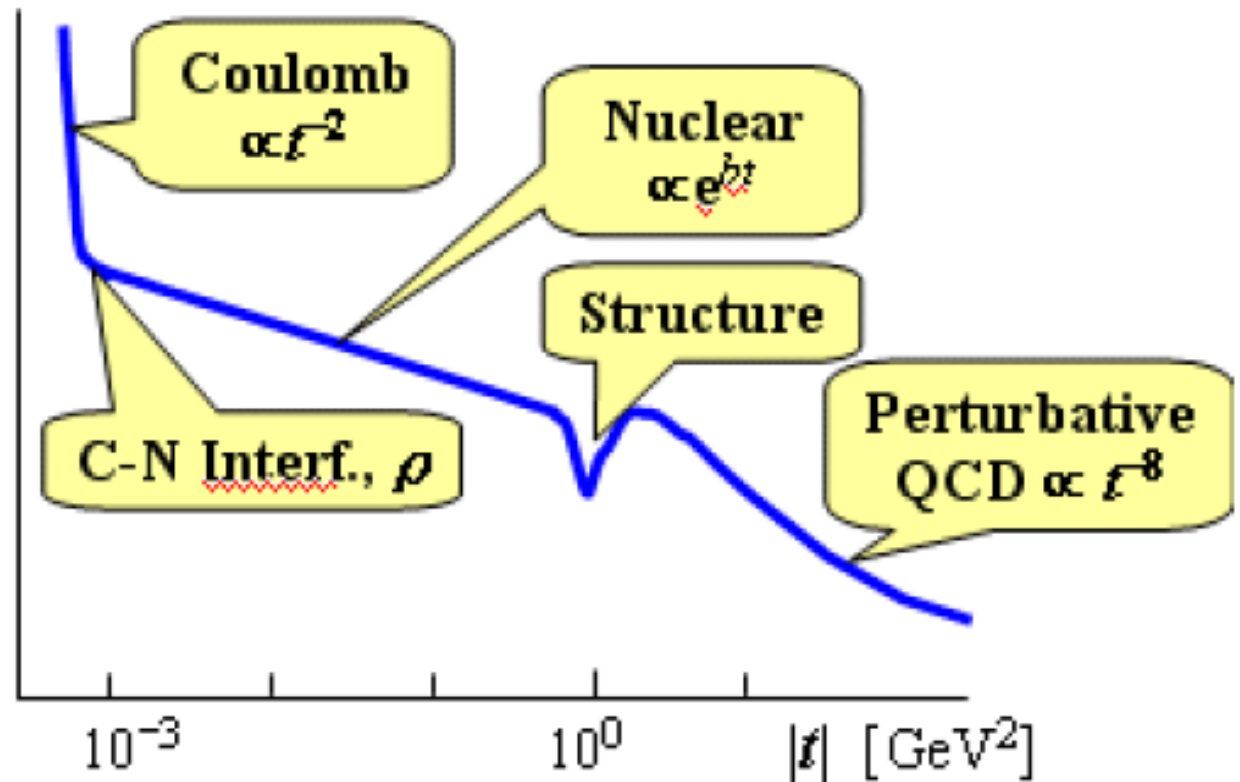 Coulomb
∝t⁻²
Nuclear
∝e^{bt}
Structure
Perturbative
QCD ∝ t⁻⁸
C-N Interf., ρ
10⁻³
10⁰
|t| [GeV²]